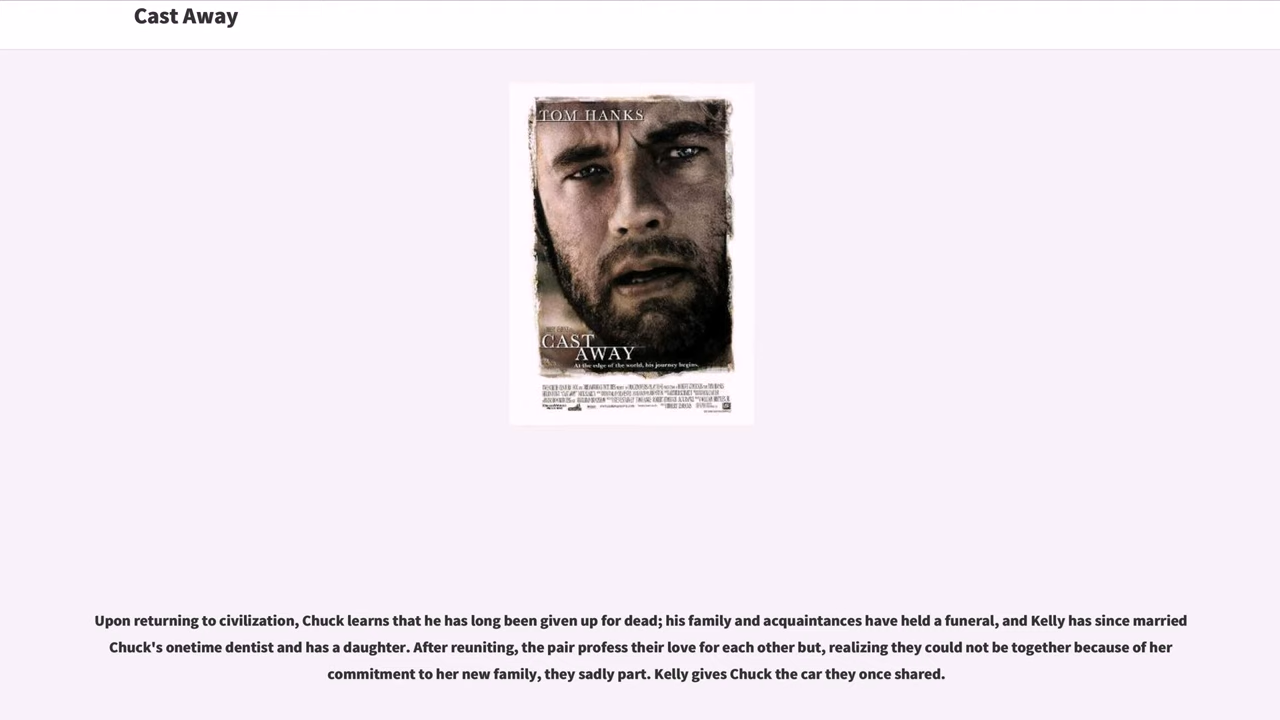 Cast Away
TOM HANKS
CAST
AWAY
At the edge of the world, his journey begins.
Upon returning to civilization, Chuck learns that he has long been given up for dead; his family and acquaintances have held a funeral, and Kelly has since married
Chuck's onetime dentist and has a daughter. After reuniting, the pair profess their love for each other but, realizing they could not be together because of her
commitment to her new family, they sadly part. Kelly gives Chuck the car they once shared.